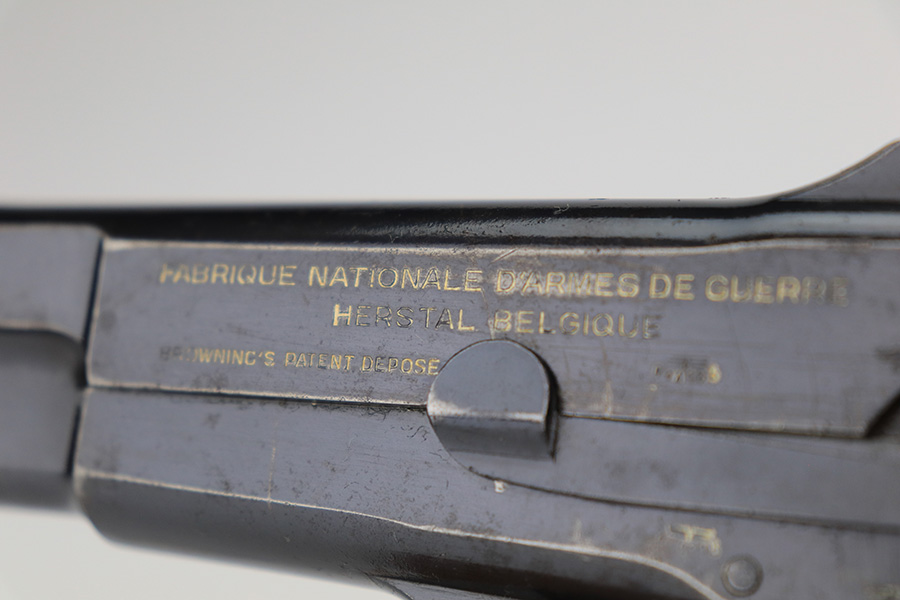 FABRIQUE NATIONALE D'ARMES DE GUERRE
HERSTAL BELGIQUE
BROWNING'S PATENT DEPOSE